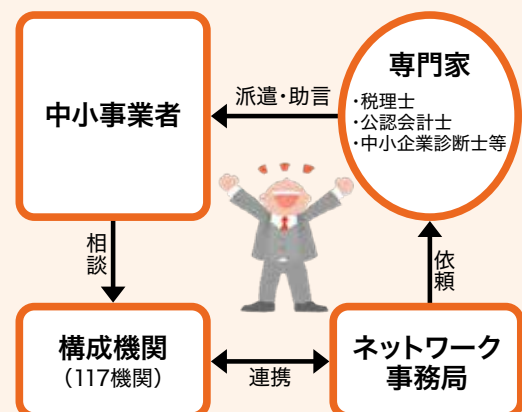 中小事業者
派遣・助言
専門家
・税理士
・公認会計士
・中小企業診断士等
相談
依頼
構成機関
（117機関）
連携
ネットワーク
事務局